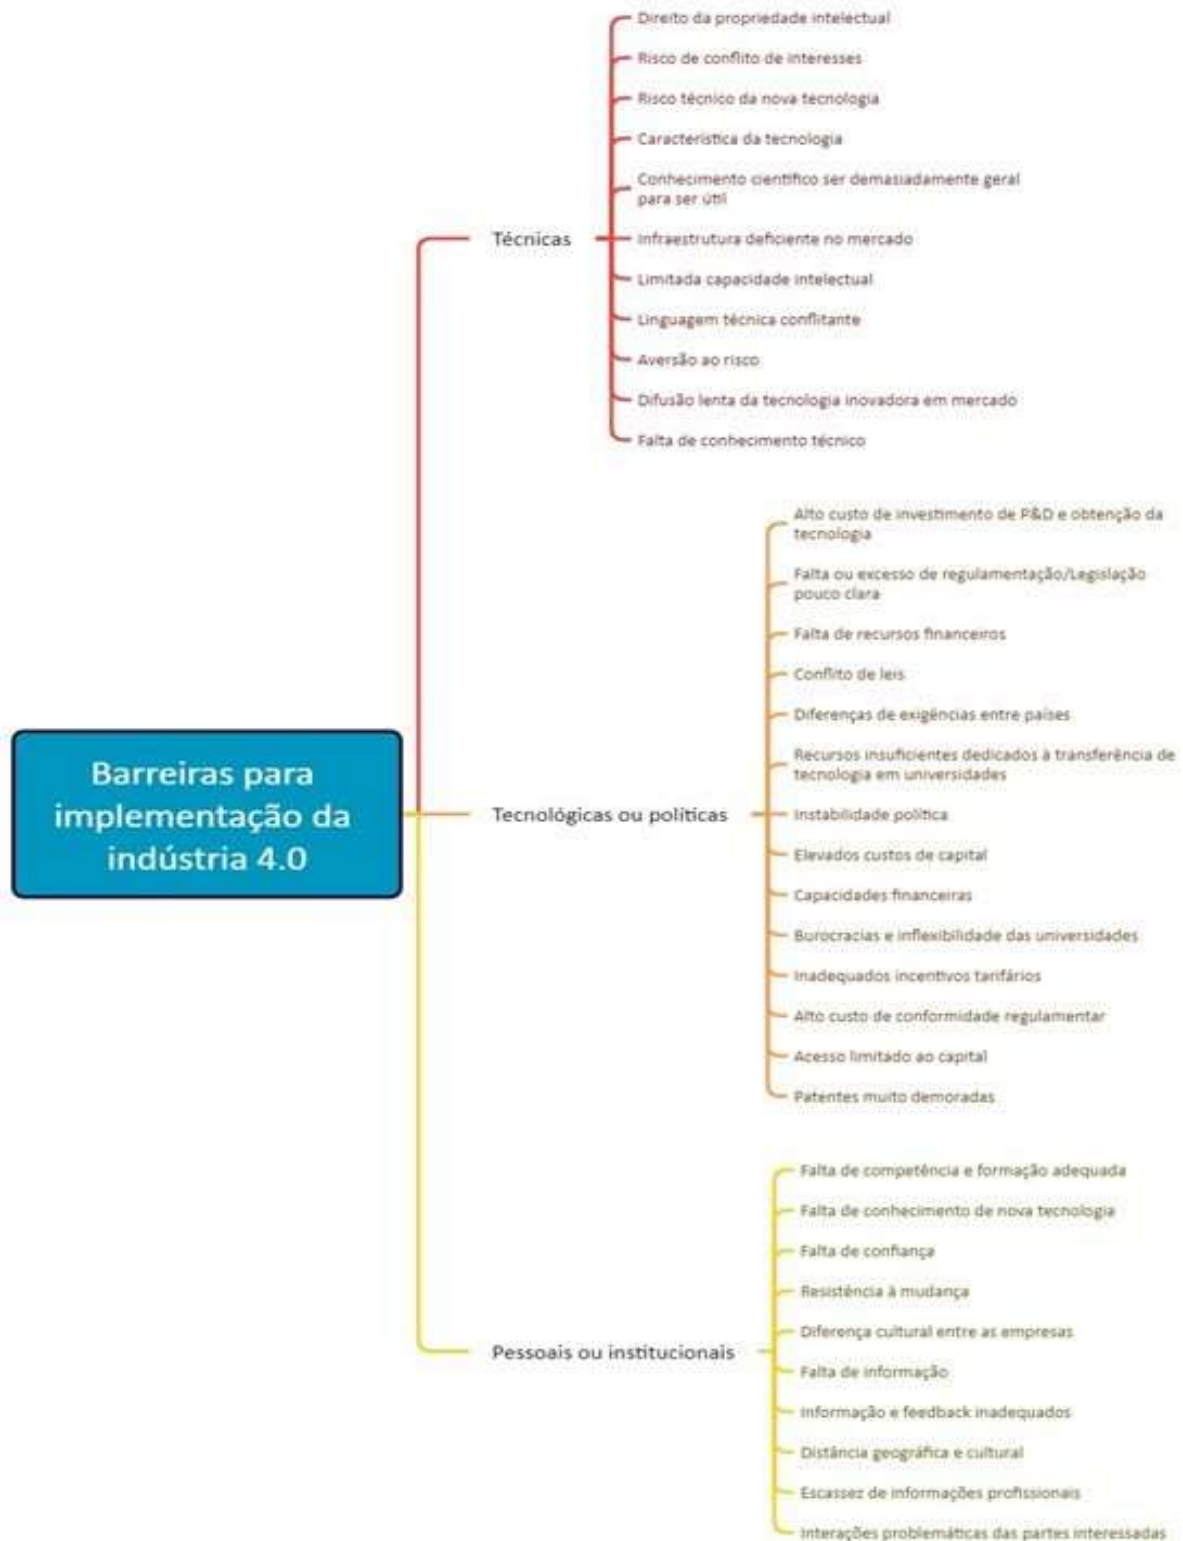 Barreiras para
implementação da
indústria 4.0
Técnicas
Direito da propriedade intelectual
Risco de conflito de interesses
Risco técnico da nova tecnologia
Característica da tecnologia
Conhecimento científico ser demasiadamente geral
para ser útil
Infraestrutura deficiente no mercado
Limitada capacidade intelectual
Linguagem técnica conflitante
Aversão ao risco
Difusão lenta da tecnologia inovadora em mercado
Falta de conhecimento técnico
Tecnológicas ou políticas
Alto custo de investimento de P&D e obtenção da
tecnologia
Falta ou excesso de regulamentação/Legislação
pouco clara
Falta de recursos financeiros
Conflito de leis
Diferenças de exigências entre países
Recursos insuficientes dedicados à transferência de
tecnologia em universidades
Instabilidade política
Elevados custos de capital
Capacidades financeiras
Burocracias e inflexibilidade das universidades
Inadequados incentivos tarifários
Alto custo de conformidade regulamentar
Acesso limitado ao capital
Patentes muito demoradas
Pessoais ou institucionais
Falta de competência e formação adequada
Falta de conhecimento de nova tecnologia
Falta de confiança
Resistência à mudança
Diferença cultural entre as empresas
Falta de informação
Informação e feedback inadequados
Distância geográfica e cultural
Escassez de informações profissionais
Interações problemáticas das partes interessadas